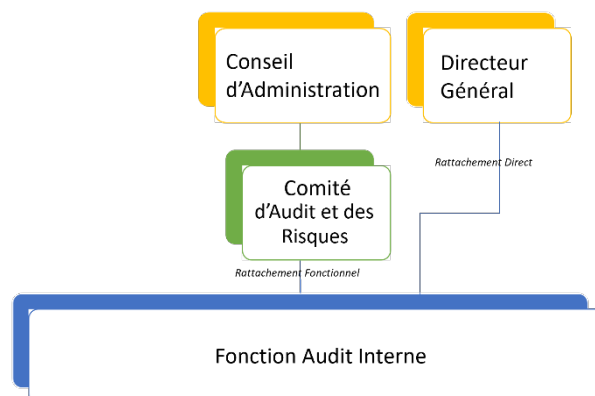 Conseil
d'Administration
Directeur
Général
Rattachement Direct
Comité
d'Audit et des
Risques
Rattachement Fonctionnel
Fonction Audit Interne